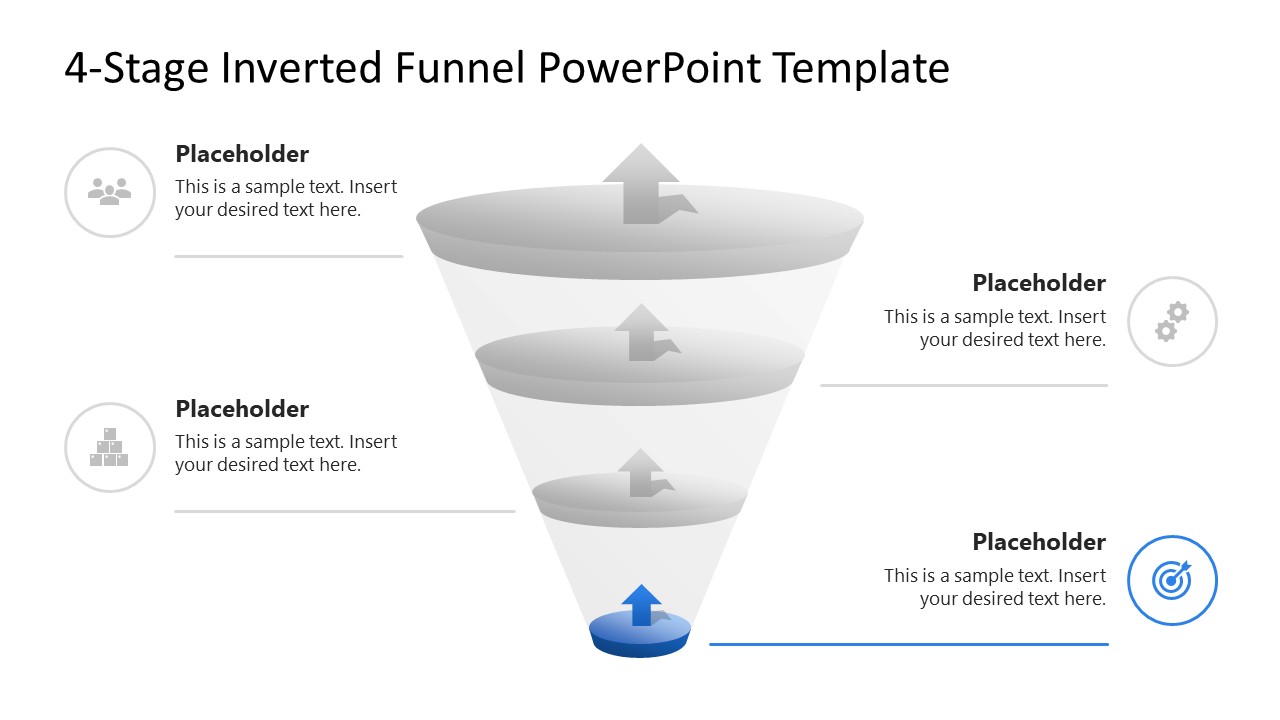 4-Stage Inverted Funnel PowerPoint Template
Placeholder
This is a sample text. Insert
your desired text here.
Placeholder
This is a sample text. Insert
your desired text here.
Placeholder
This is a sample text. Insert
your desired text here.
Placeholder
This is a sample text. Insert
your desired text here.